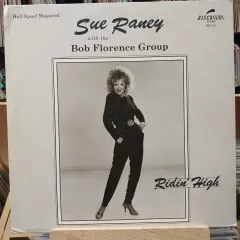 Half-Speed Mastered
Sue Raney
with the
Bob Florence Group
DISCOVERY
Ridin' High